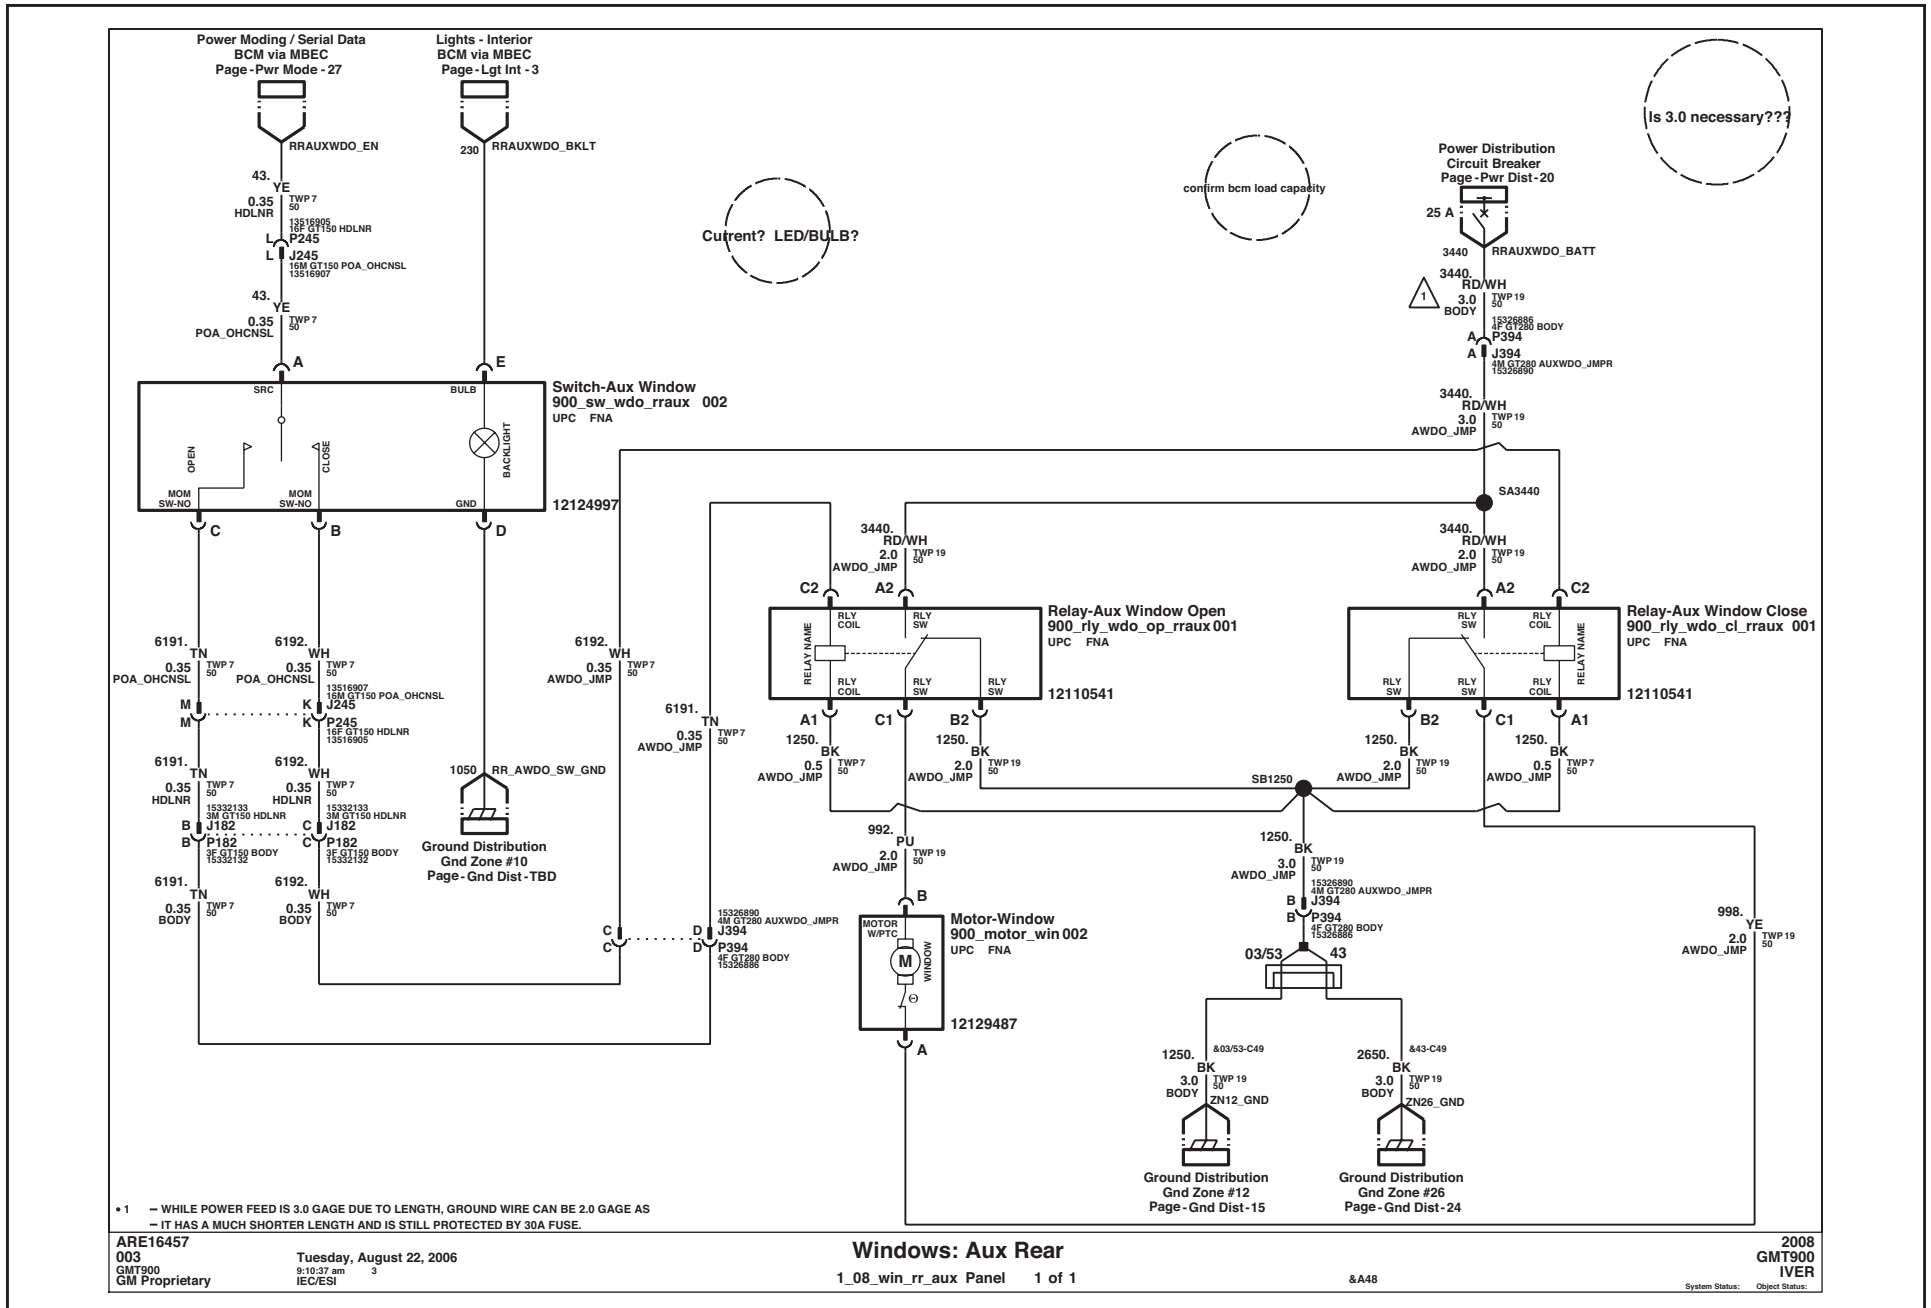 Power Moding / Serial Data
BCM via MBEC
Page-Pwr Mode-27
Lights - Interior
BCM via MBEC
Page-Lgt Int-3
RRAUXWDO_EN
230 RRAUXWDO_BKLT
43.
YE
0.35
HDLNR
TWP 7
50
13516905
16F GT150 HDLNR
L P245
L J245
16M GT150 POA_OHCNSL
13516907
43.
YE
0.35
POA_OHCNSL
TWP 7
50
A
E
Current? LED/BULB?
confirm bcm load capacity
Is 3.0 necessary???
Power Distribution
Circuit Breaker
Page-Pwr Dist-20
25 A
3440 RRAUXWDO_BATT
3440.
RD/WH
3.0
BODY
TWP 19
50
1
15326886
4F GT280 BODY
A P394
A J394
4M GT280 AUXWDO_JMPR
15326890
3440.
RD/WH
3.0
AWDO_JMP
TWP 19
50
SA3440
SRC
BULB
OPEN
CLOSE
BACKLIGHT
MOM
SW-NO
MOM
SW-NO
GND
Switch-Aux Window
900_sw_wdo_rraux 002
UPC FNA
12124997
C
B
D
3440.
RD/WH
2.0
AWDO_JMP
TWP 19
50
3440.
RD/WH
2.0
AWDO_JMP
TWP 19
50
C2
A2
A2
C2
RLY
COIL
RLY
SW
RELAY NAME
RLY
COIL
RLY
SW
RLY
SW
Relay-Aux Window Open
900_rly_wdo_op_rraux 001
UPC FNA
12110541
RLY
SW
RLY
COIL
RELAY NAME
RLY
SW
RLY
SW
RLY
COIL
Relay-Aux Window Close
900_rly_wdo_cl_rraux 001
UPC FNA
12110541
A1
C1
B2
B2
C1
A1
6191.
TN
0.35
POA_OHCNSL
TWP 7
50
6192.
WH
0.35
POA_OHCNSL
TWP 7
50
6192.
WH
0.35
AWDO_JMP
TWP 7
50
6191.
TN
0.35
AWDO_JMP
TWP 7
50
13516907
16M GT150 POA_OHCNSL
M
K J245
M
K P245
16F GT150 HDLNR
13516905
6191.
TN
0.35
HDLNR
TWP 7
50
6192.
WH
0.35
HDLNR
TWP 7
50
15332133
3M GT150 HDLNR
B J182
B P182
3F GT150 BODY
15332132
15332133
3M GT150 HDLNR
C J182
C P182
3F GT150 BODY
15332132
6191.
TN
0.35
BODY
TWP 7
50
6192.
WH
0.35
BODY
TWP 7
50
1050 RR_AWDO_SW_GND
Ground Distribution
Gnd Zone #10
Page-Gnd Dist-TBD
15326890
4M GT280 AUXWDO_JMPR
C
D J394
C
D P394
4F GT280 BODY
15326886
1250.
BK
0.5
AWDO_JMP
TWP 7
50
1250.
BK
2.0
AWDO_JMP
TWP 19
50
1250.
BK
2.0
AWDO_JMP
TWP 19
50
1250.
BK
0.5
AWDO_JMP
TWP 7
50
SB1250
992.
PU
2.0
AWDO_JMP
TWP 19
50
B
MOTOR
W/PTC
M
WINDOW
Θ
Motor-Window
900_motor_win 002
UPC FNA
12129487
A
1250.
BK
3.0
AWDO_JMP
TWP 19
50
15326890
4M GT280 AUXWDO_JMPR
B J394
B P394
4F GT280 BODY
15326886
03/53
43
998.
YE
2.0
AWDO_JMP
TWP 19
50
&03/53-C49
1250.
BK
3.0
BODY
TWP 19
50
ZN12_GND
Ground Distribution
Gnd Zone #12
Page-Gnd Dist-15
&43-C49
2650.
BK
3.0
BODY
TWP 19
50
ZN26_GND
Ground Distribution
Gnd Zone #26
Page-Gnd Dist-24
• 1 – WHILE POWER FEED IS 3.0 GAGE DUE TO LENGTH, GROUND WIRE CAN BE 2.0 GAGE AS
– IT HAS A MUCH SHORTER LENGTH AND IS STILL PROTECTED BY 30A FUSE.
ARE16457
003
GMT900
GM Proprietary
Tuesday, August 22, 2006
9:10:37 am 3
IEC/ESI
Windows: Aux Rear
1_08_win_rr_aux Panel 1 of 1
&A48
2008
GMT900
IVER
System Status: Object Status: